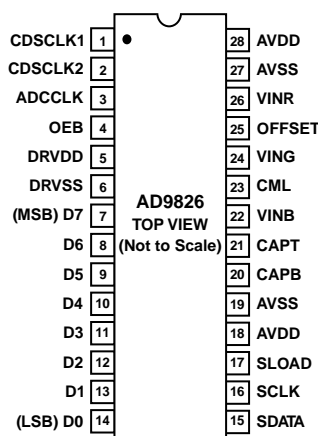 CDSCLK1 1 28 AVDD
CDSCLK2 2 27 AVSS
ADCCLK 3 26 VINR
OEB 4 25 OFFSET
DRVDD 5 24 VING
DRVSS 6 23 CML
(MSB) D7 7 AD9826 22 VINB
D6 8 TOP VIEW 21 CAPT
D5 9 (Not to Scale) 20 CAPB
D4 10 19 AVSS
D3 11 18 AVDD
D2 12 17 SLOAD
D1 13 16 SCLK
(LSB) D0 14 15 SDATA